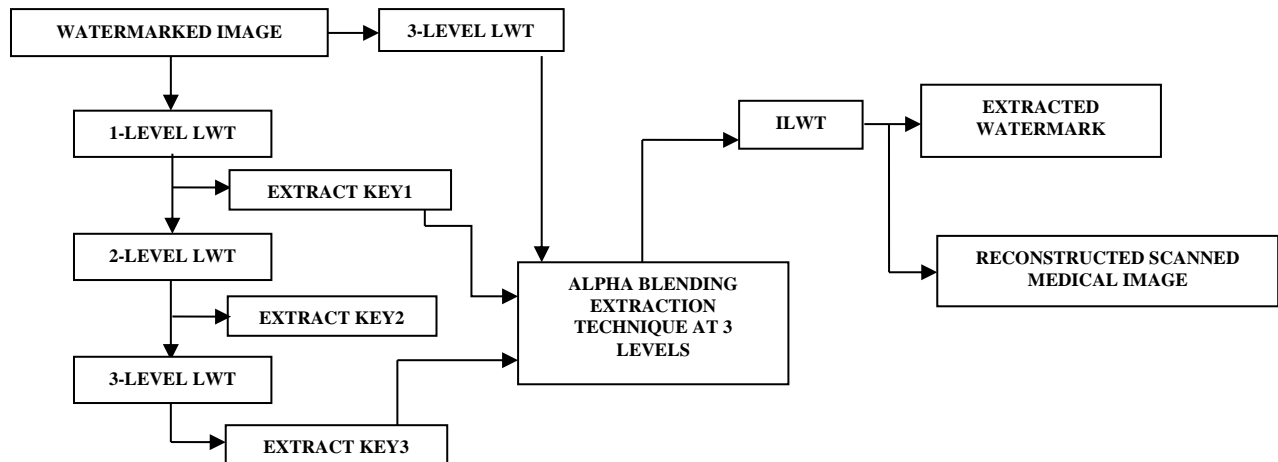 WATERMARKED IMAGE
3-LEVEL LWT
1-LEVEL LWT
EXTRACT KEY1
2-LEVEL LWT
EXTRACT KEY2
3-LEVEL LWT
EXTRACT KEY3
ALPHA BLENDING
EXTRACTION
TECHNIQUE AT 3
LEVELS
ILWT
EXTRACTED
WATERMARK
RECONSTRUCTED SCANNED
MEDICAL IMAGE